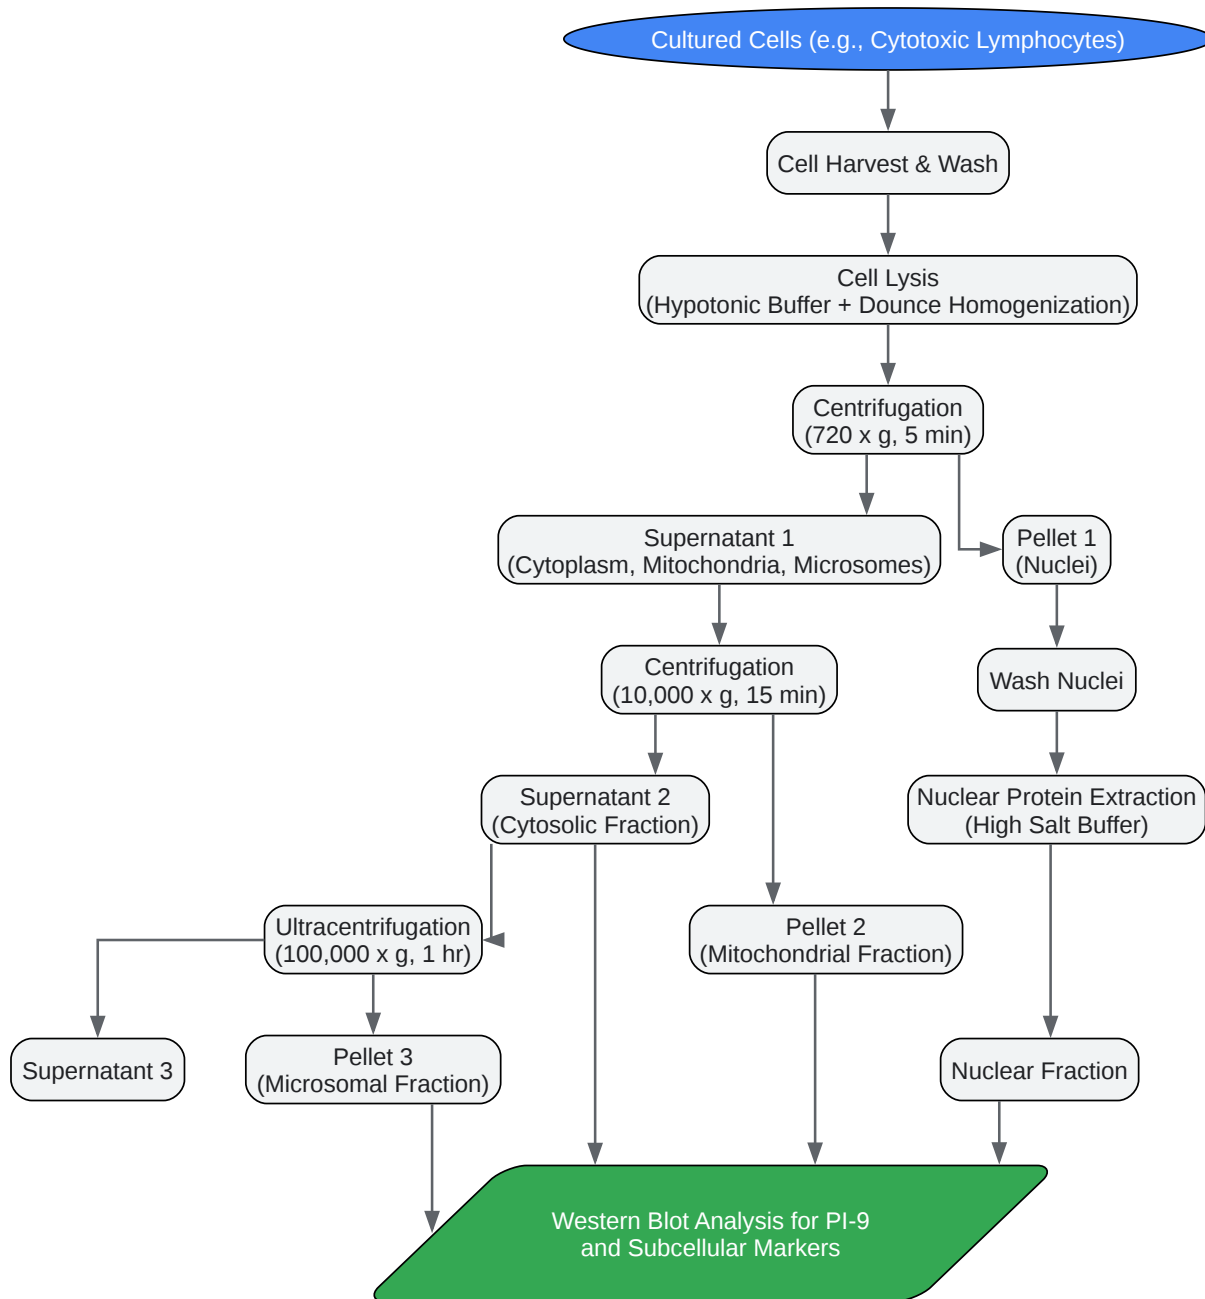 Cultured Cells (e.g., Cytotoxic Lymphocytes)
Cell Harvest & Wash
Cell Lysis
(Hypotonic Buffer + Dounce Homogenization)
Centrifugation
(720 x g, 5 min)
Supernatant 1
(Cytoplasm, Mitochondria, Microsomes)
Pellet 1
(Nuclei)
Centrifugation
(10,000 x g, 15 min)
Wash Nuclei
Supernatant 2
(Cytosolic Fraction)
Nuclear Protein Extraction
(High Salt Buffer)
Ultracentrifugation
(100,000 x g, 1 hr)
Pellet 2
(Mitochondrial Fraction)
Supernatant 3
Pellet 3
(Microsomal Fraction)
Nuclear Fraction
Western Blot Analysis for PI-9
and Subcellular Markers